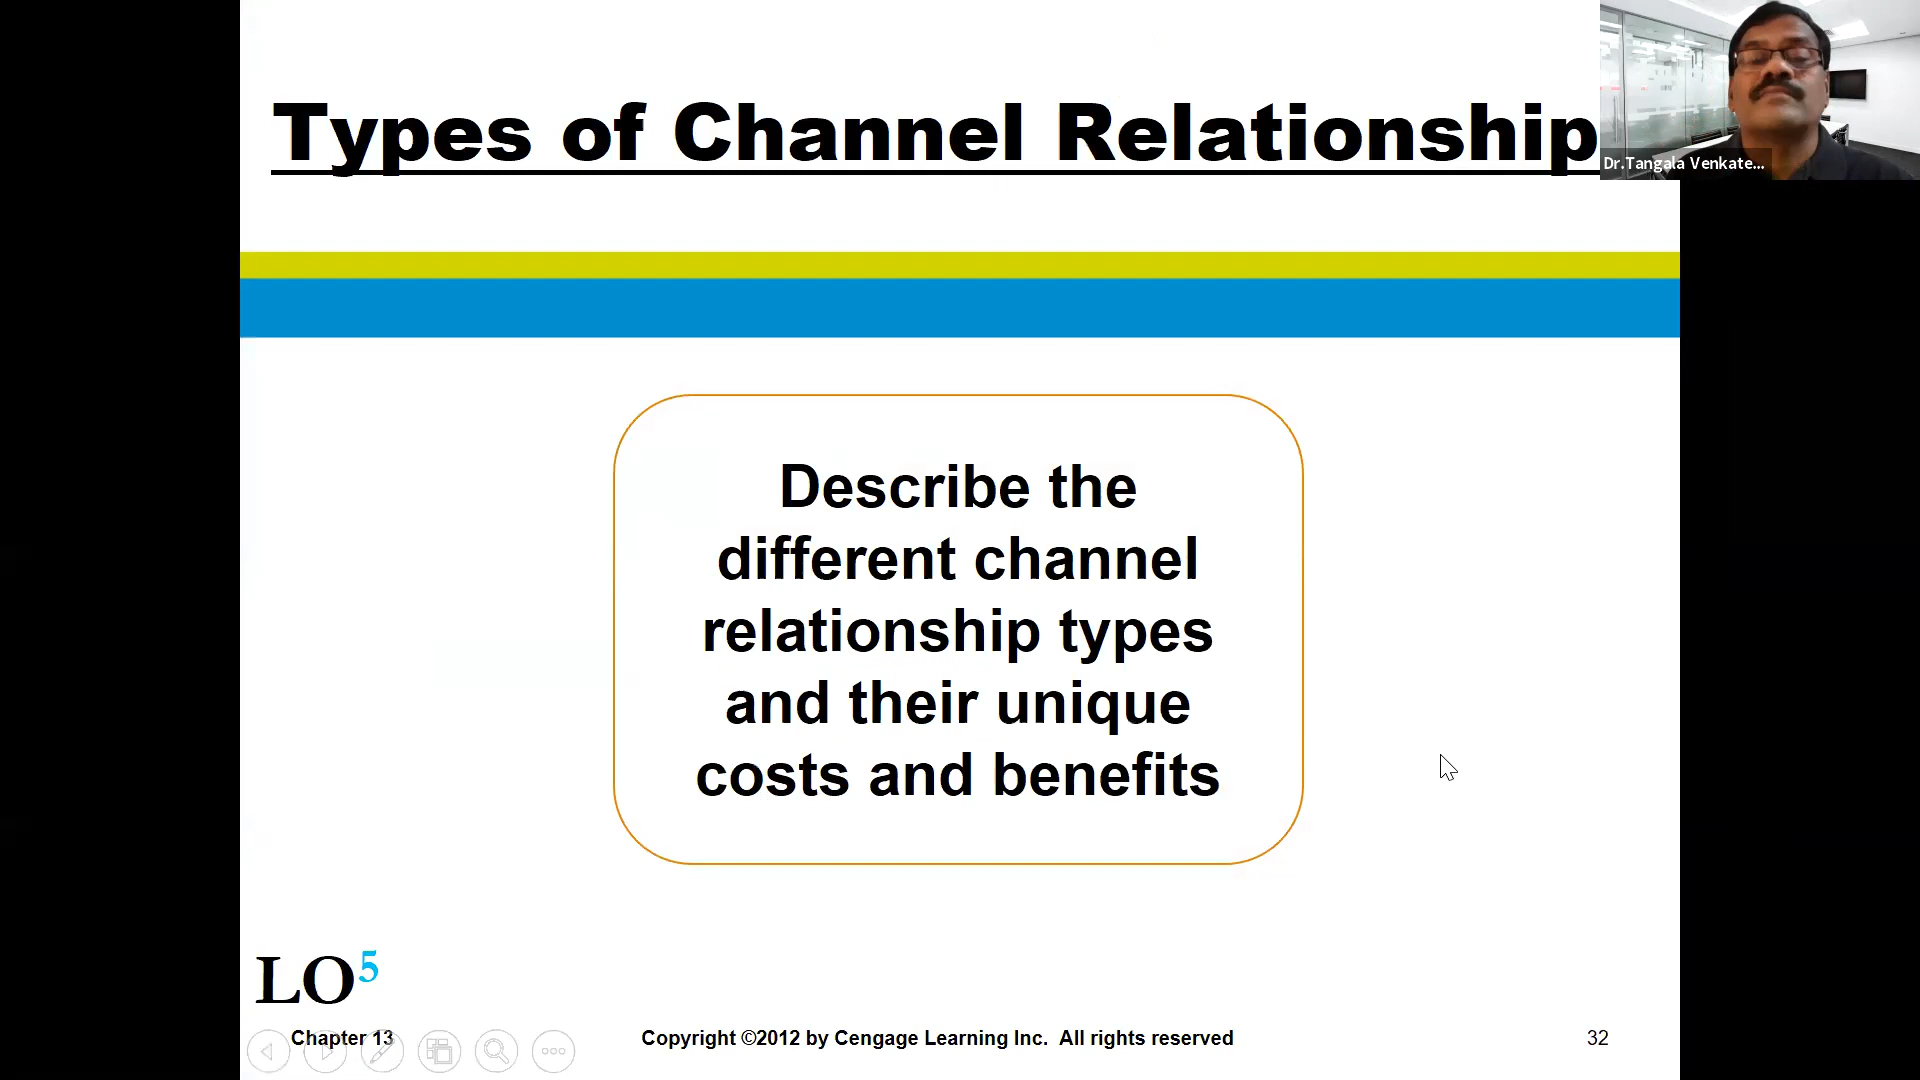 Types of Channel Relationship
Dr.Tangala Venkate...
Describe the
different channel
relationship types
and their unique
costs and benefits
LO5
Chapter 13
Copyright ©2012 by Cengage Learning Inc. All rights reserved
32